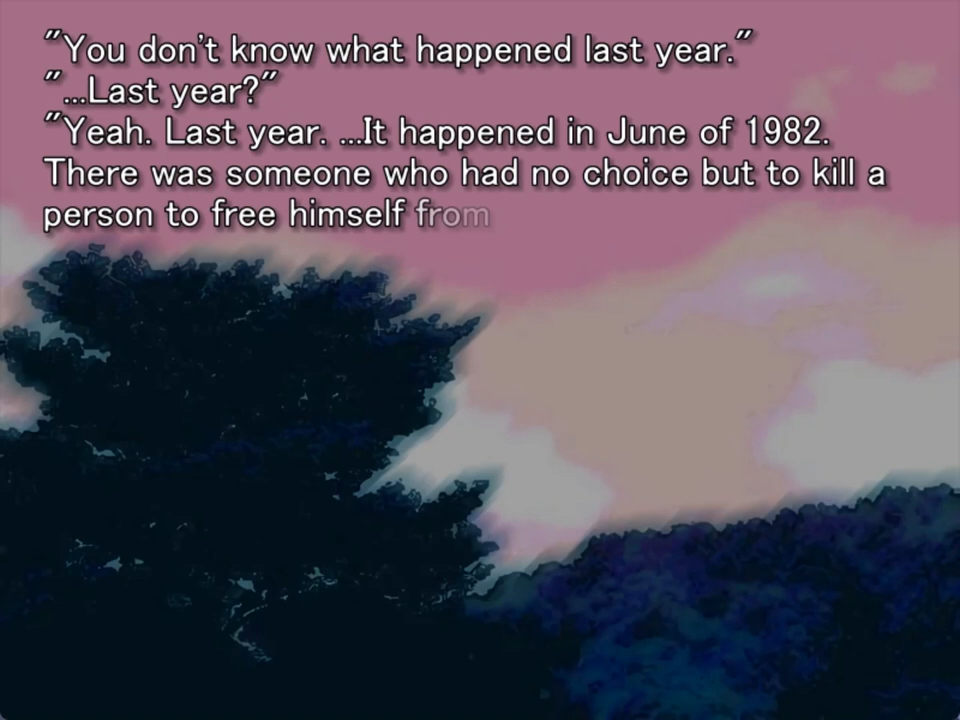 "You don't know what happened last year."
"...Last year?"
"Yeah. Last year. ...It happened in June of 1982.
There was someone who had no choice but to kill a
person to free himself from